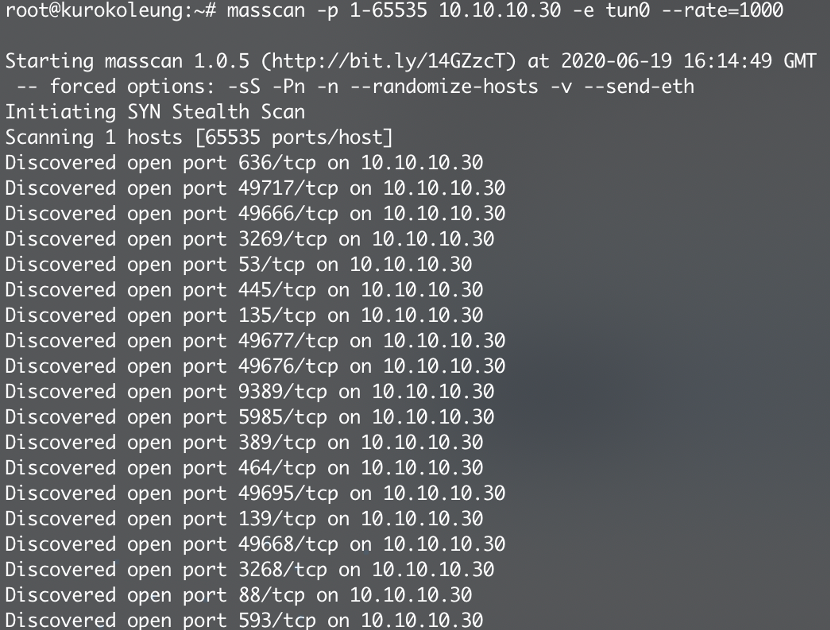 root@kurokoleung:~# masscan -p 1-65535 10.10.10.30 -e tun0 --rate=1000
Starting masscan 1.0.5 (http://bit.ly/14GZzcT) at 2020-06-19 16:14:49 GMT
 -- forced options: -sS -Pn -n --randomize-hosts -v --send-eth
Initiating SYN Stealth Scan
Scanning 1 hosts [65535 ports/host]
Discovered open port 636/tcp on 10.10.10.30
Discovered open port 49717/tcp on 10.10.10.30
Discovered open port 49666/tcp on 10.10.10.30
Discovered open port 3269/tcp on 10.10.10.30
Discovered open port 53/tcp on 10.10.10.30
Discovered open port 445/tcp on 10.10.10.30
Discovered open port 135/tcp on 10.10.10.30
Discovered open port 49677/tcp on 10.10.10.30
Discovered open port 49676/tcp on 10.10.10.30
Discovered open port 9389/tcp on 10.10.10.30
Discovered open port 5985/tcp on 10.10.10.30
Discovered open port 389/tcp on 10.10.10.30
Discovered open port 464/tcp on 10.10.10.30
Discovered open port 49695/tcp on 10.10.10.30
Discovered open port 139/tcp on 10.10.10.30
Discovered open port 49668/tcp on 10.10.10.30
Discovered open port 3268/tcp on 10.10.10.30
Discovered open port 88/tcp on 10.10.10.30
Discovered open port 593/tcp on 10.10.10.30